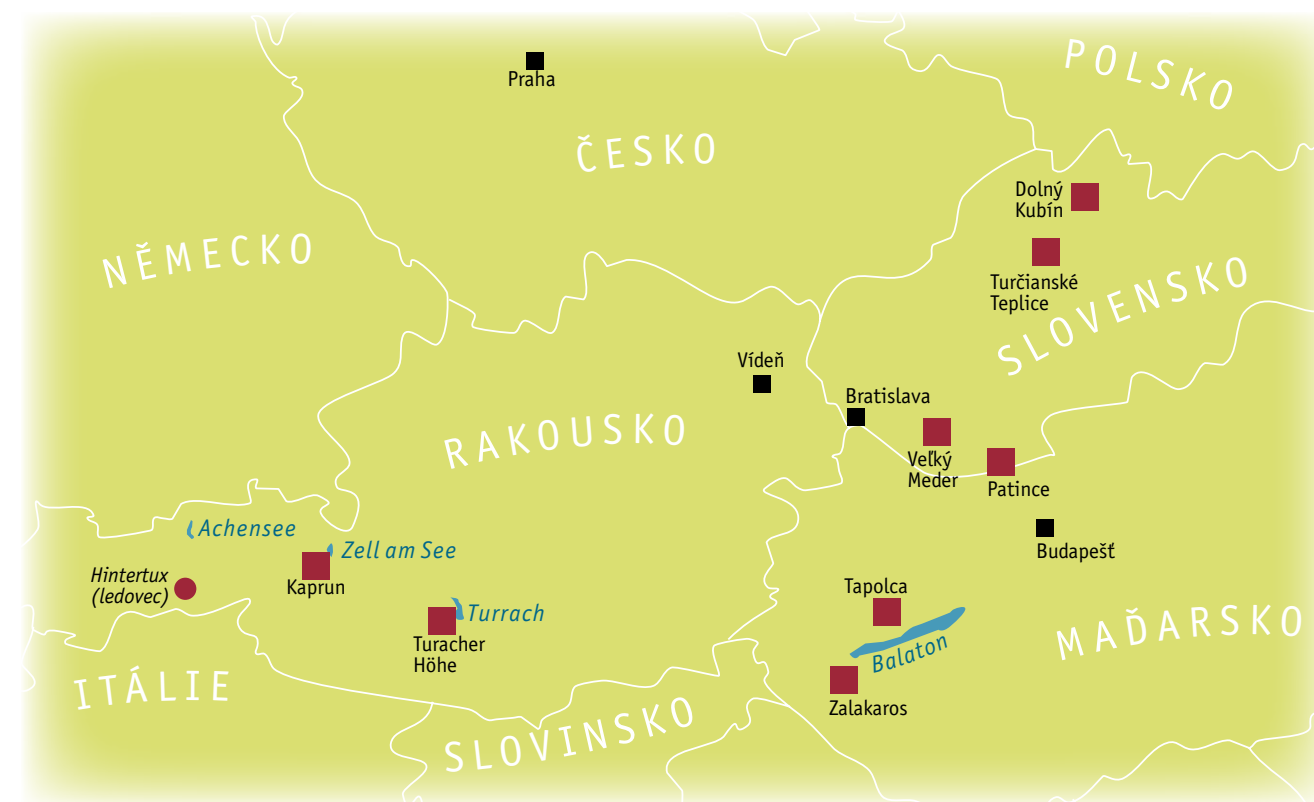 POLSKO
Praha
ČESKO
Dolný
Kubín
NĚMECKO
Turčianské
Teplice
SLOVENSKO
Vídeň
Bratislava
RAKOUSKO
Veľký
Meder
Patince
Achensee
Zell am See
Budapešť
Hintertux
(ledovec)
Kaprun
Tapolca
Turrach
Turacher
Höhe
MAĎARSKO
Balaton
ITÁLIE
Zalakaros
SLOVINSKO